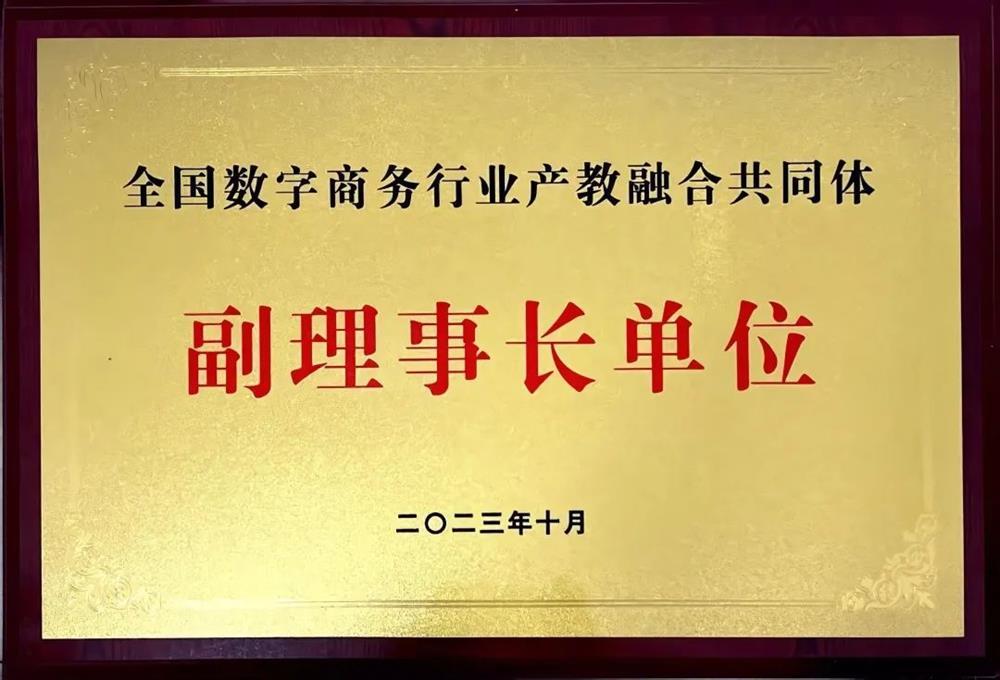 全国数字商务行业产教融合共同体
副理事长单位
二〇二三年十月